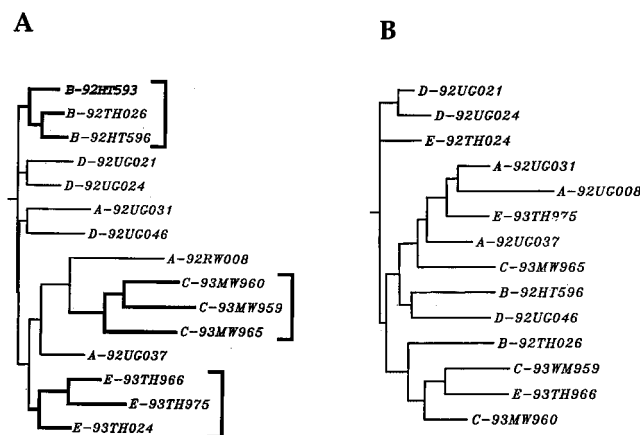 A
B-92HT593
B-92TH026
B-92HT596
D-92UG021
D-92UG024
A-92UG031
D-92UG046
A-92RW008
C-93MW960
C-93MW959
C-93MW965
A-92UG037
E-93TH966
E-93TH975
E-93TH024
B
D-92UG021
D-92UG024
E-92TH024
A-92UG031
A-92UG008
E-93TH975
A-92UG037
C-93MW965
B-92HT596
D-92UG046
B-92TH026
C-93WM959
E-93TH966
C-93MW960